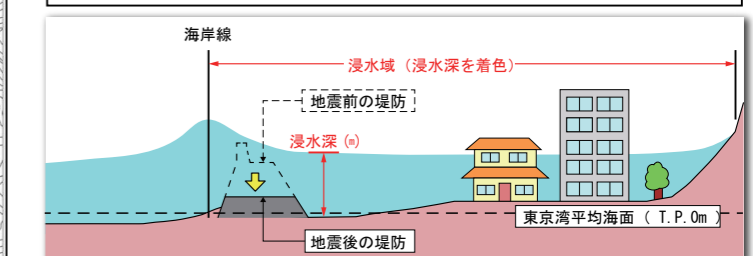 海岸線
浸水域（浸水深を着色）
地震前の堤防
浸水深(m)
東京湾平均海面（ T.P.0m ）
地震後の堤防